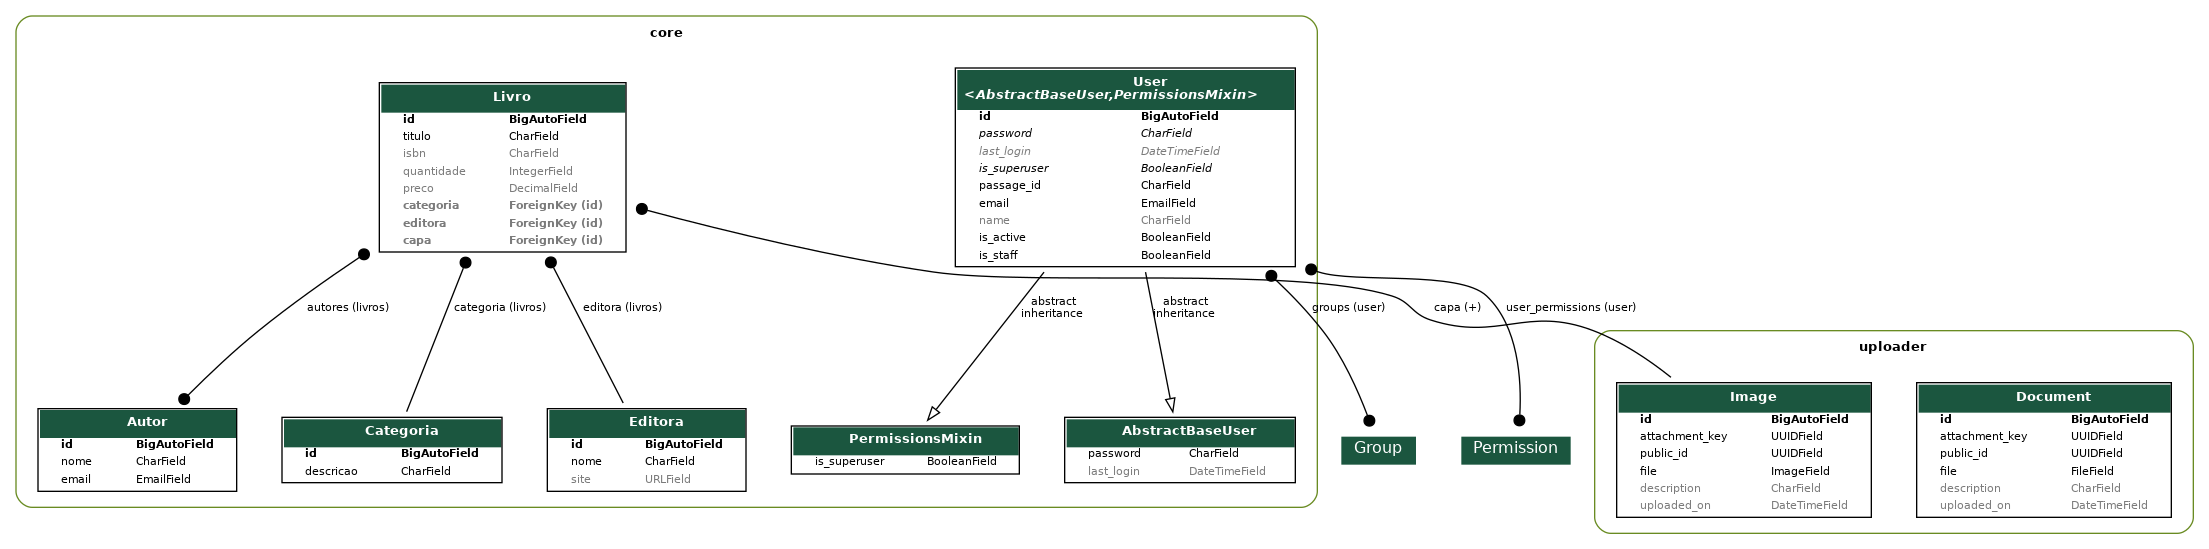 core
Livro
id BigAutoField
titulo CharField
isbn CharField
quantidade IntegerField
preco DecimalField
categoria ForeignKey (id)
editora ForeignKey (id)
capa ForeignKey (id)
User
<AbstractBaseUser,PermissionsMixin>
id BigAutoField
password CharField
last_login DateTimeField
is_superuser BooleanField
passage_id CharField
email EmailField
name CharField
is_active BooleanField
is_staff BooleanField
autores (livros)
categoria (livros)
editora (livros)
abstract
inheritance
abstract
inheritance
groups (user)
capa (+)
user_permissions (user)
Autor
id BigAutoField
nome CharField
email EmailField
Categoria
id BigAutoField
descricao CharField
Editora
id BigAutoField
nome CharField
site URLField
PermissionsMixin
is_superuser BooleanField
AbstractBaseUser
password CharField
last_login DateTimeField
Group
Permission
uploader
Image
id BigAutoField
attachment_key UUIDField
public_id UUIDField
file ImageField
description CharField
uploaded_on DateTimeField
Document
id BigAutoField
attachment_key UUIDField
public_id UUIDField
file FileField
description CharField
uploaded_on DateTimeField